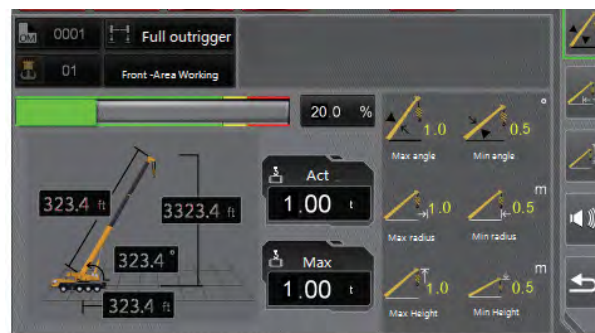 OM 0001 Full outrigger
01 Front -Area Working
20.0 %
1.0 0.5 °
Max angle Min angle
Act
1.00 t
323.4 ft 3323.4 ft
1.0 0.5 m
Max radius Min radius
323.4 °
Max
1.00 t
323.4 ft
1.0 0.5 m
Max Height Min Height